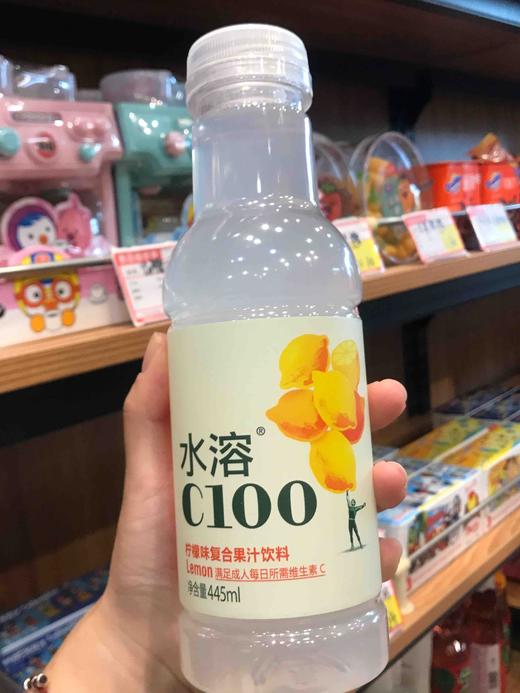 水溶®
C100
柠檬味复合果汁饮料
Lemon 满足成人每日所需维生素 C
净含量445ml